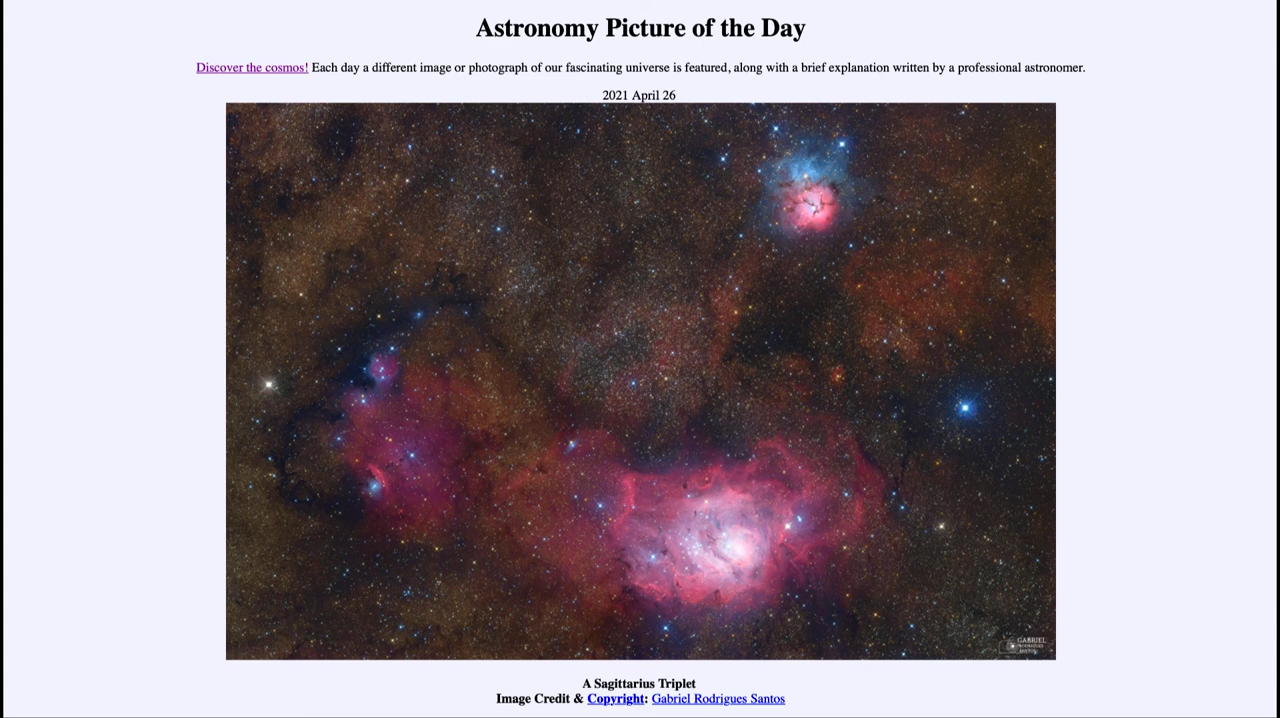 Astronomy Picture of the Day
Discover the cosmos! Each day a different image or photograph of our fascinating universe is featured, along with a brief explanation written by a professional astronomer.
2021 April 26
GABRIEL
RODRIGUES
SANTOS
A Sagittarius Triplet
Image Credit & Copyright: Gabriel Rodrigues Santos